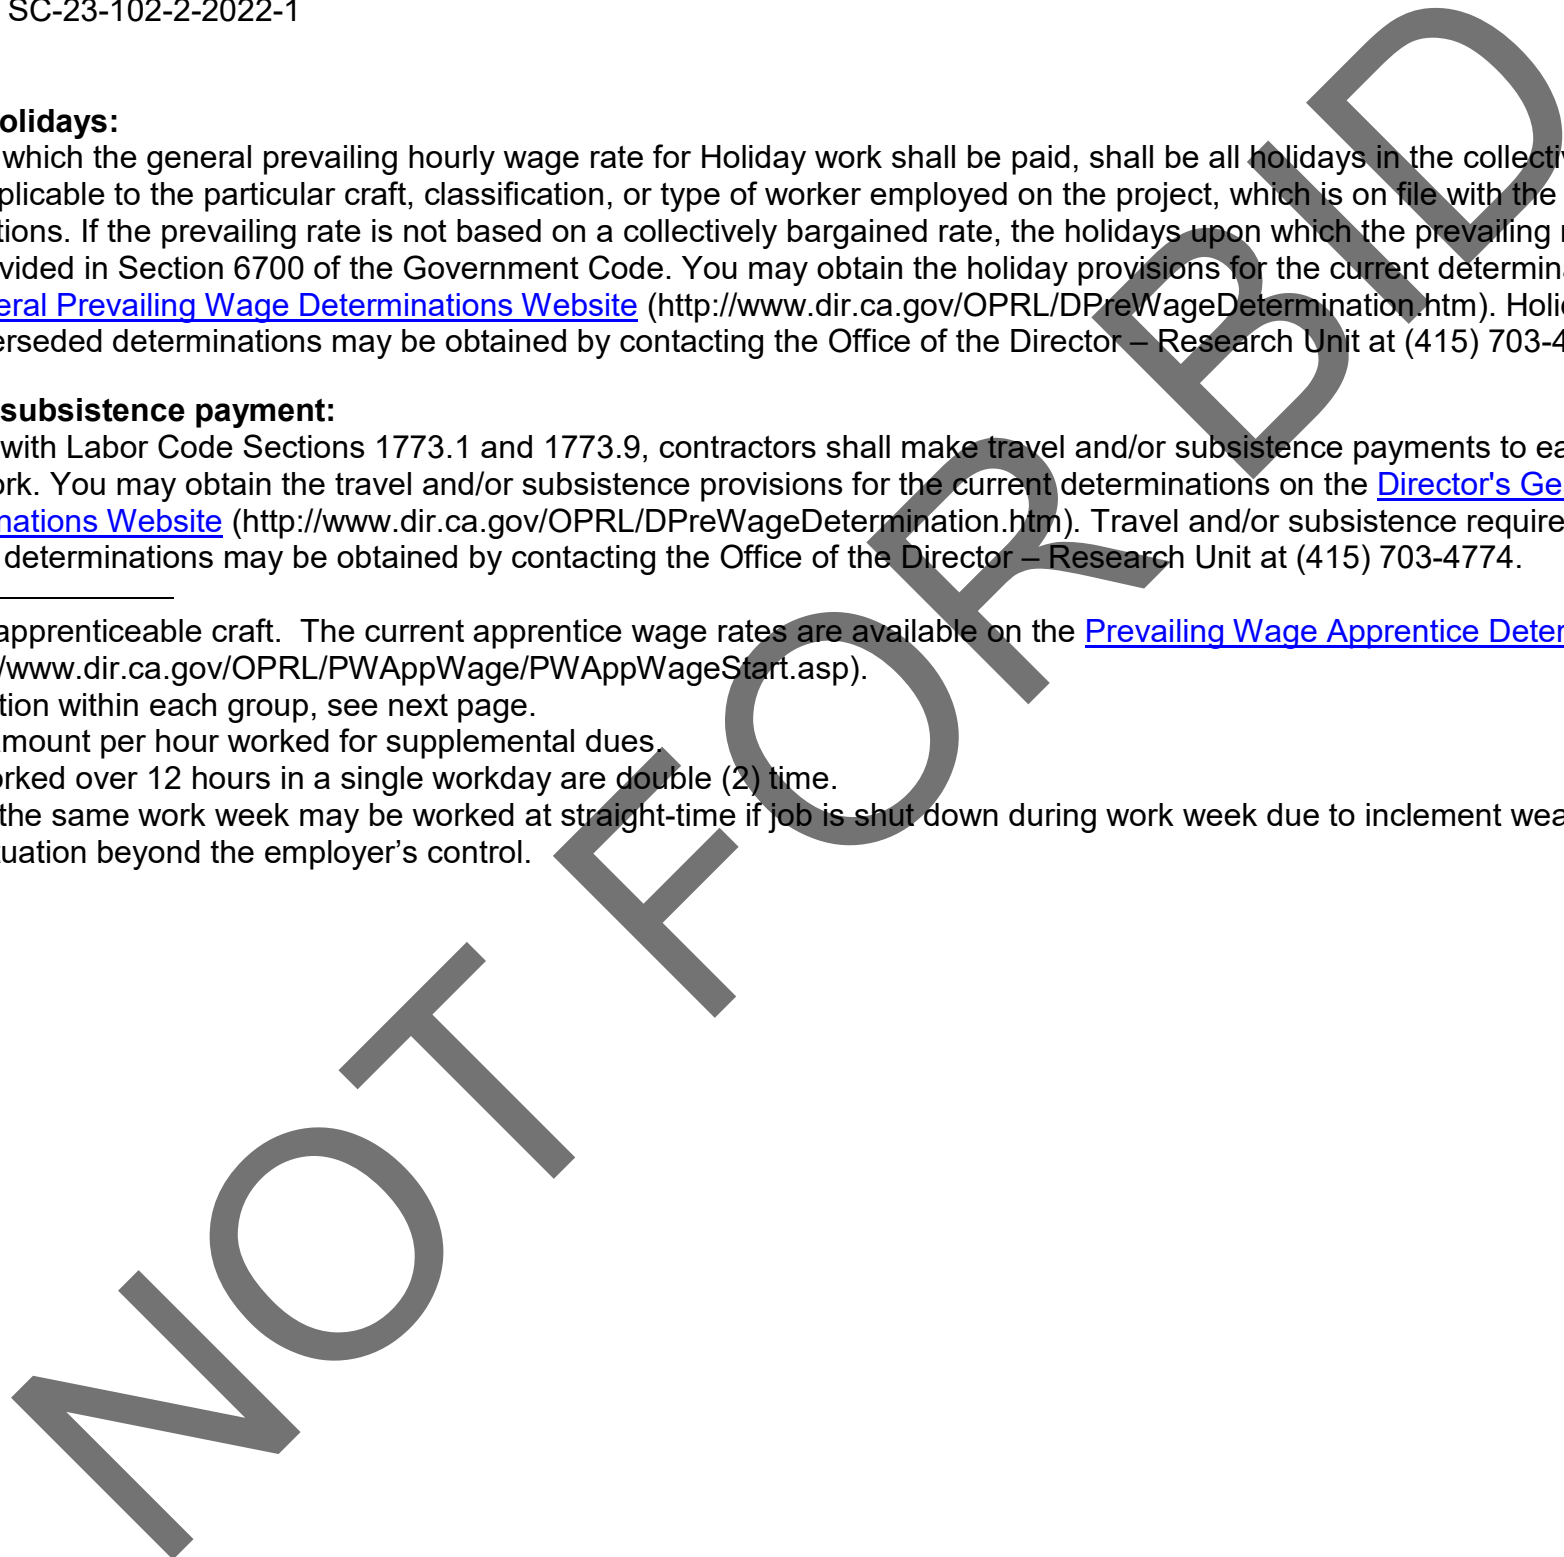 SC-23-102-2-2022-1
olidays:
which the general prevailing hourly wage rate for Holiday work shall be paid, shall be all holidays in the collecti
plicable to the particular craft, classification, or type of worker employed on the project, which is on file with the
tions. If the prevailing rate is not based on a collectively bargained rate, the holidays upon which the prevailing
vided in Section 6700 of the Government Code. You may obtain the holiday provisions for the current determin
eral Prevailing Wage Determinations Website (http://www.dir.ca.gov/OPRL/DPreWageDetermination.htm). Holi
erseded determinations may be obtained by contacting the Office of the Director – Research Unit at (415) 703-4
subsistence payment:
with Labor Code Sections 1773.1 and 1773.9, contractors shall make travel and/or subsistence payments to ea
ork. You may obtain the travel and/or subsistence provisions for the current determinations on the Director's Ge
nations Website (http://www.dir.ca.gov/OPRL/DPreWageDetermination.htm). Travel and/or subsistence require
determinations may be obtained by contacting the Office of the Director – Research Unit at (415) 703-4774.
apprenticeable craft.  The current apprentice wage rates are available on the Prevailing Wage Apprentice Deter
/www.dir.ca.gov/OPRL/PWAppWage/PWAppWageStart.asp).
tion within each group, see next page.
mount per hour worked for supplemental dues.
orked over 12 hours in a single workday are double (2) time.
the same work week may be worked at straight-time if job is shut down during work week due to inclement wea
tuation beyond the employer’s control.
NOT FOR BID